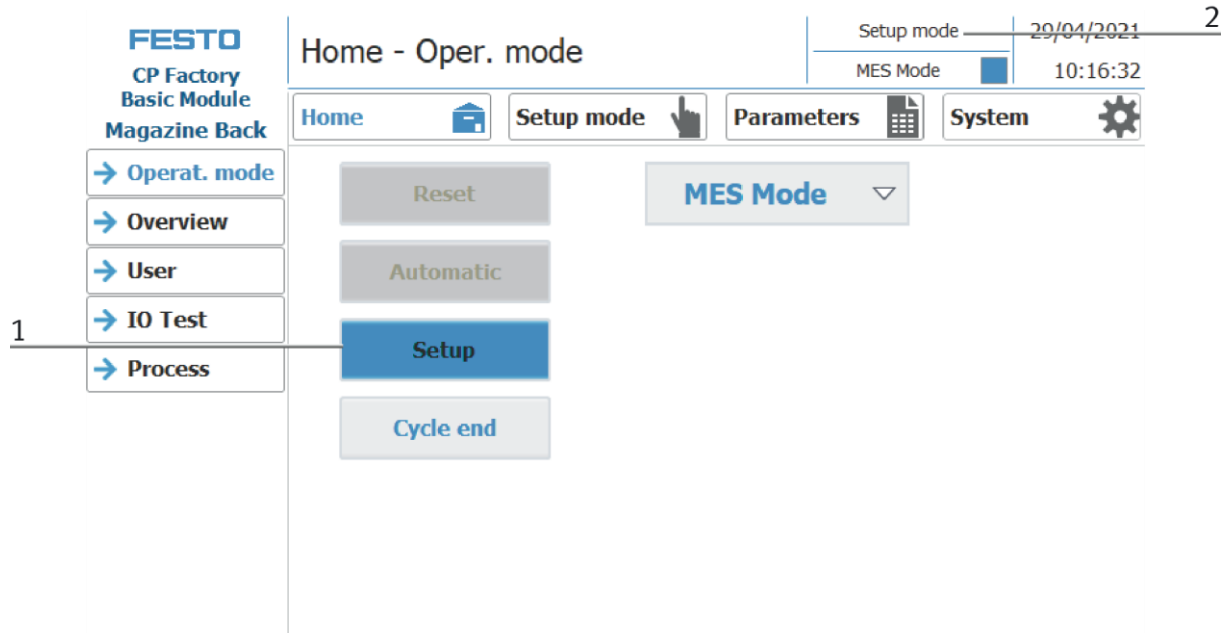 2
FESTO
CP Factory
Basic Module
Magazine Back
Home - Oper. mode
Setup mode
29/04/2021
MES Mode
10:16:32
Home
Setup mode
Parameters
System
Operat. mode
Overview
User
IO Test
Process
1
Reset
Automatic
Setup
Cycle end
MES Mode